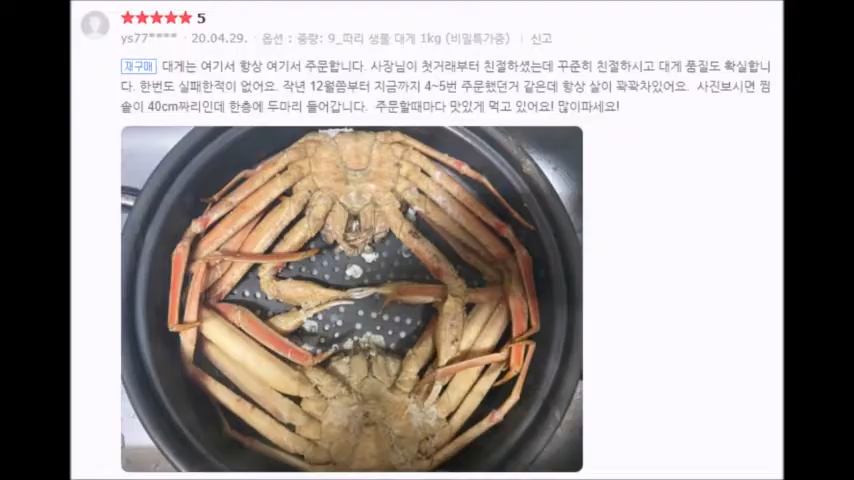 ★★★★★ 5
ys77**** · 20.04.29. · 옵션 : 중량: 9_떠리 생물 대게 1kg (비밀특가중) | 신고
재구매 대게는 여기서 항상 여기서 주문합니다. 사장님이 첫거래부터 친절하셨는데 꾸준히 친절하시고 대게 품질도 확실합니
다. 한번도 실패한적이 없어요. 작년 12월쯤부터 지금까지 4~5번 주문했던거 같은데 항상 살이 꽉꽉차있어요. 사진보시면 찜
솥이 40cm짜리인데 한층에 두마리 들어갑니다. 주문할때마다 맛있게 먹고 있어요! 많이파세요!